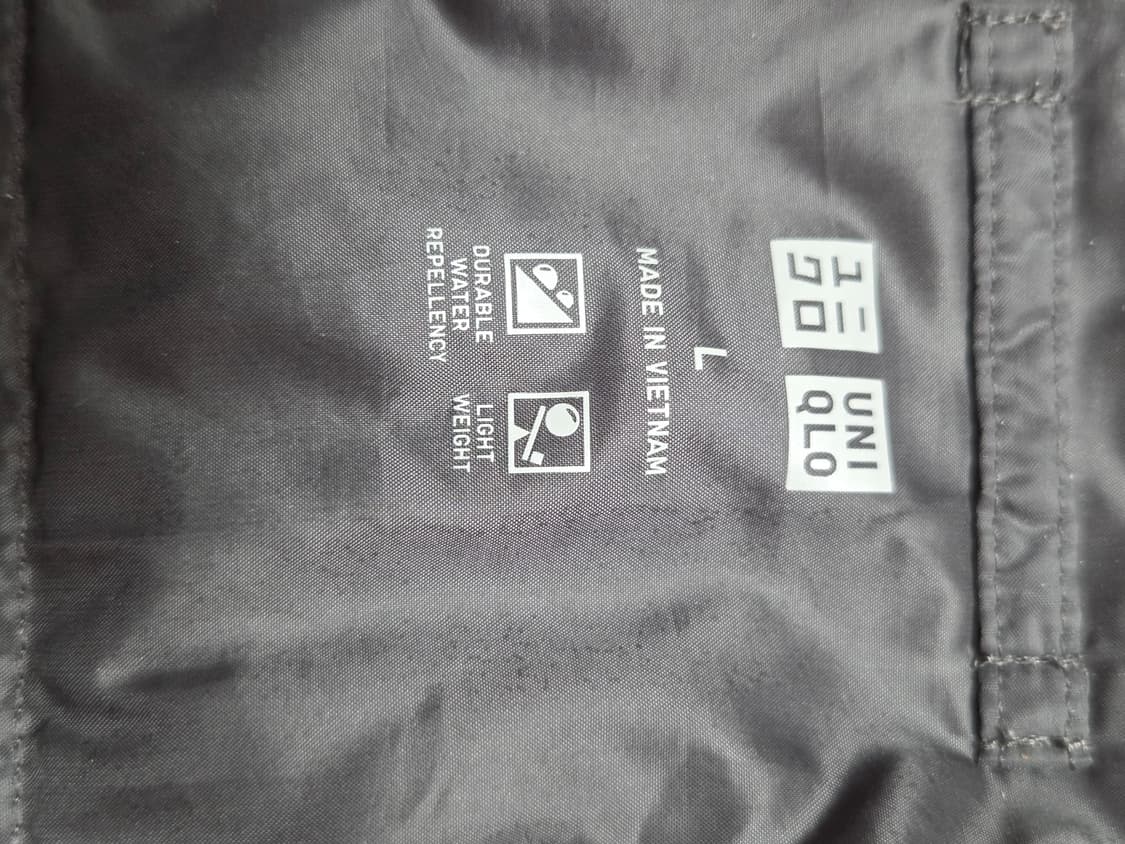 ユニ
クロ
UNI
QLO
L
MADE IN VIETNAM
DURABLE
WATER
REPELLENCY
LIGHT
WEIGHT